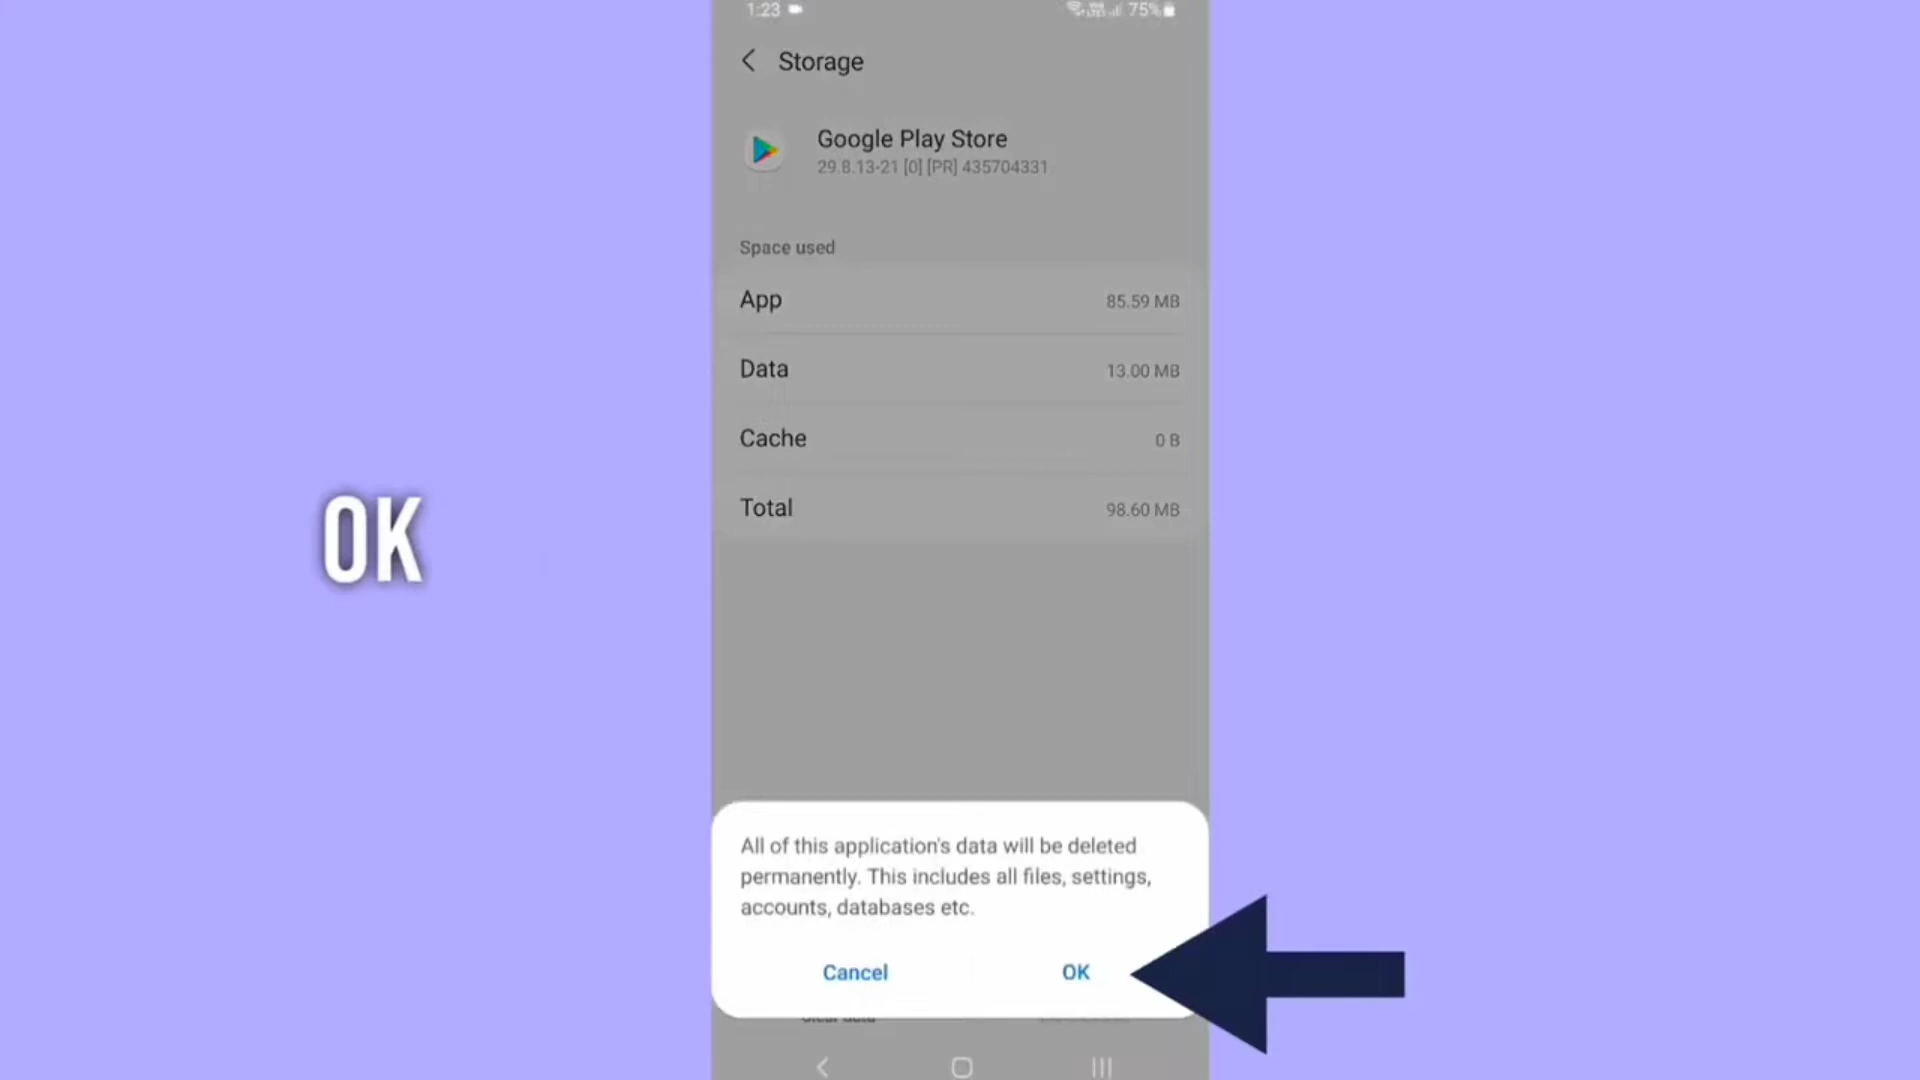 1:23
75%
Storage
Google Play Store
29.8.13-21 [0] [PR] 435704331
Space used
App
85.59 MB
Data
13.00 MB
Cache
0 B
Total
98.60 MB
OK
All of this application's data will be deleted
permanently. This includes all files, settings,
accounts, databases etc.
Cancel
OK